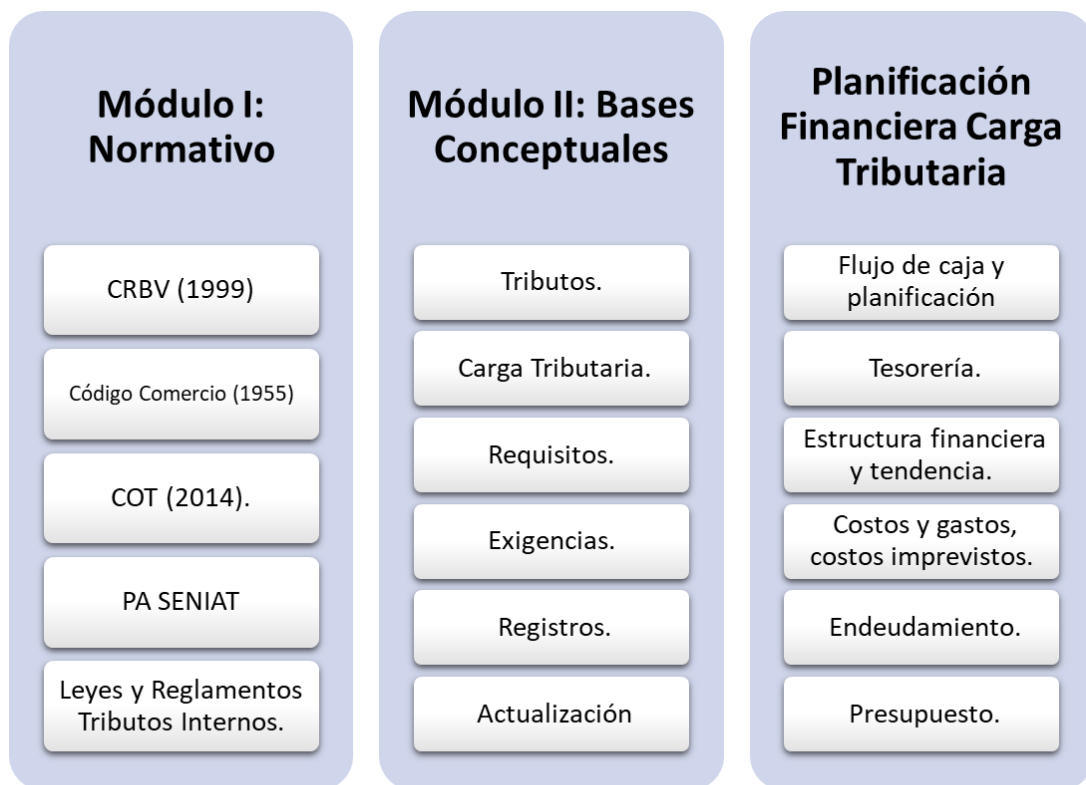 Módulo I:
Normativo
CRBV (1999)
Código Comercio (1955)
COT (2014).
PA SENIAT
Leyes y Reglamentos
Tributos Internos.
Módulo II: Bases
Conceptuales
Tributos.
Carga Tributaria.
Requisitos.
Exigencias.
Registros.
Actualización
Planificación
Financiera Carga
Tributaria
Flujo de caja y
planificación
Tesorería.
Estructura financiera
y tendencia.
Costos y gastos,
costos imprevistos.
Endeudamiento.
Presupuesto.